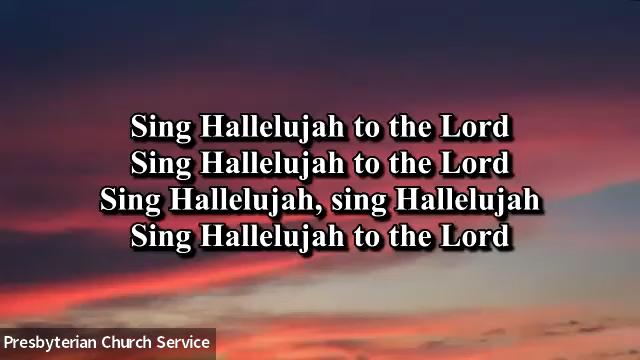 Sing Hallelujah to the Lord
Sing Hallelujah to the Lord
Sing Hallelujah, sing Hallelujah
Sing Hallelujah to the Lord
Presbyterian Church Service